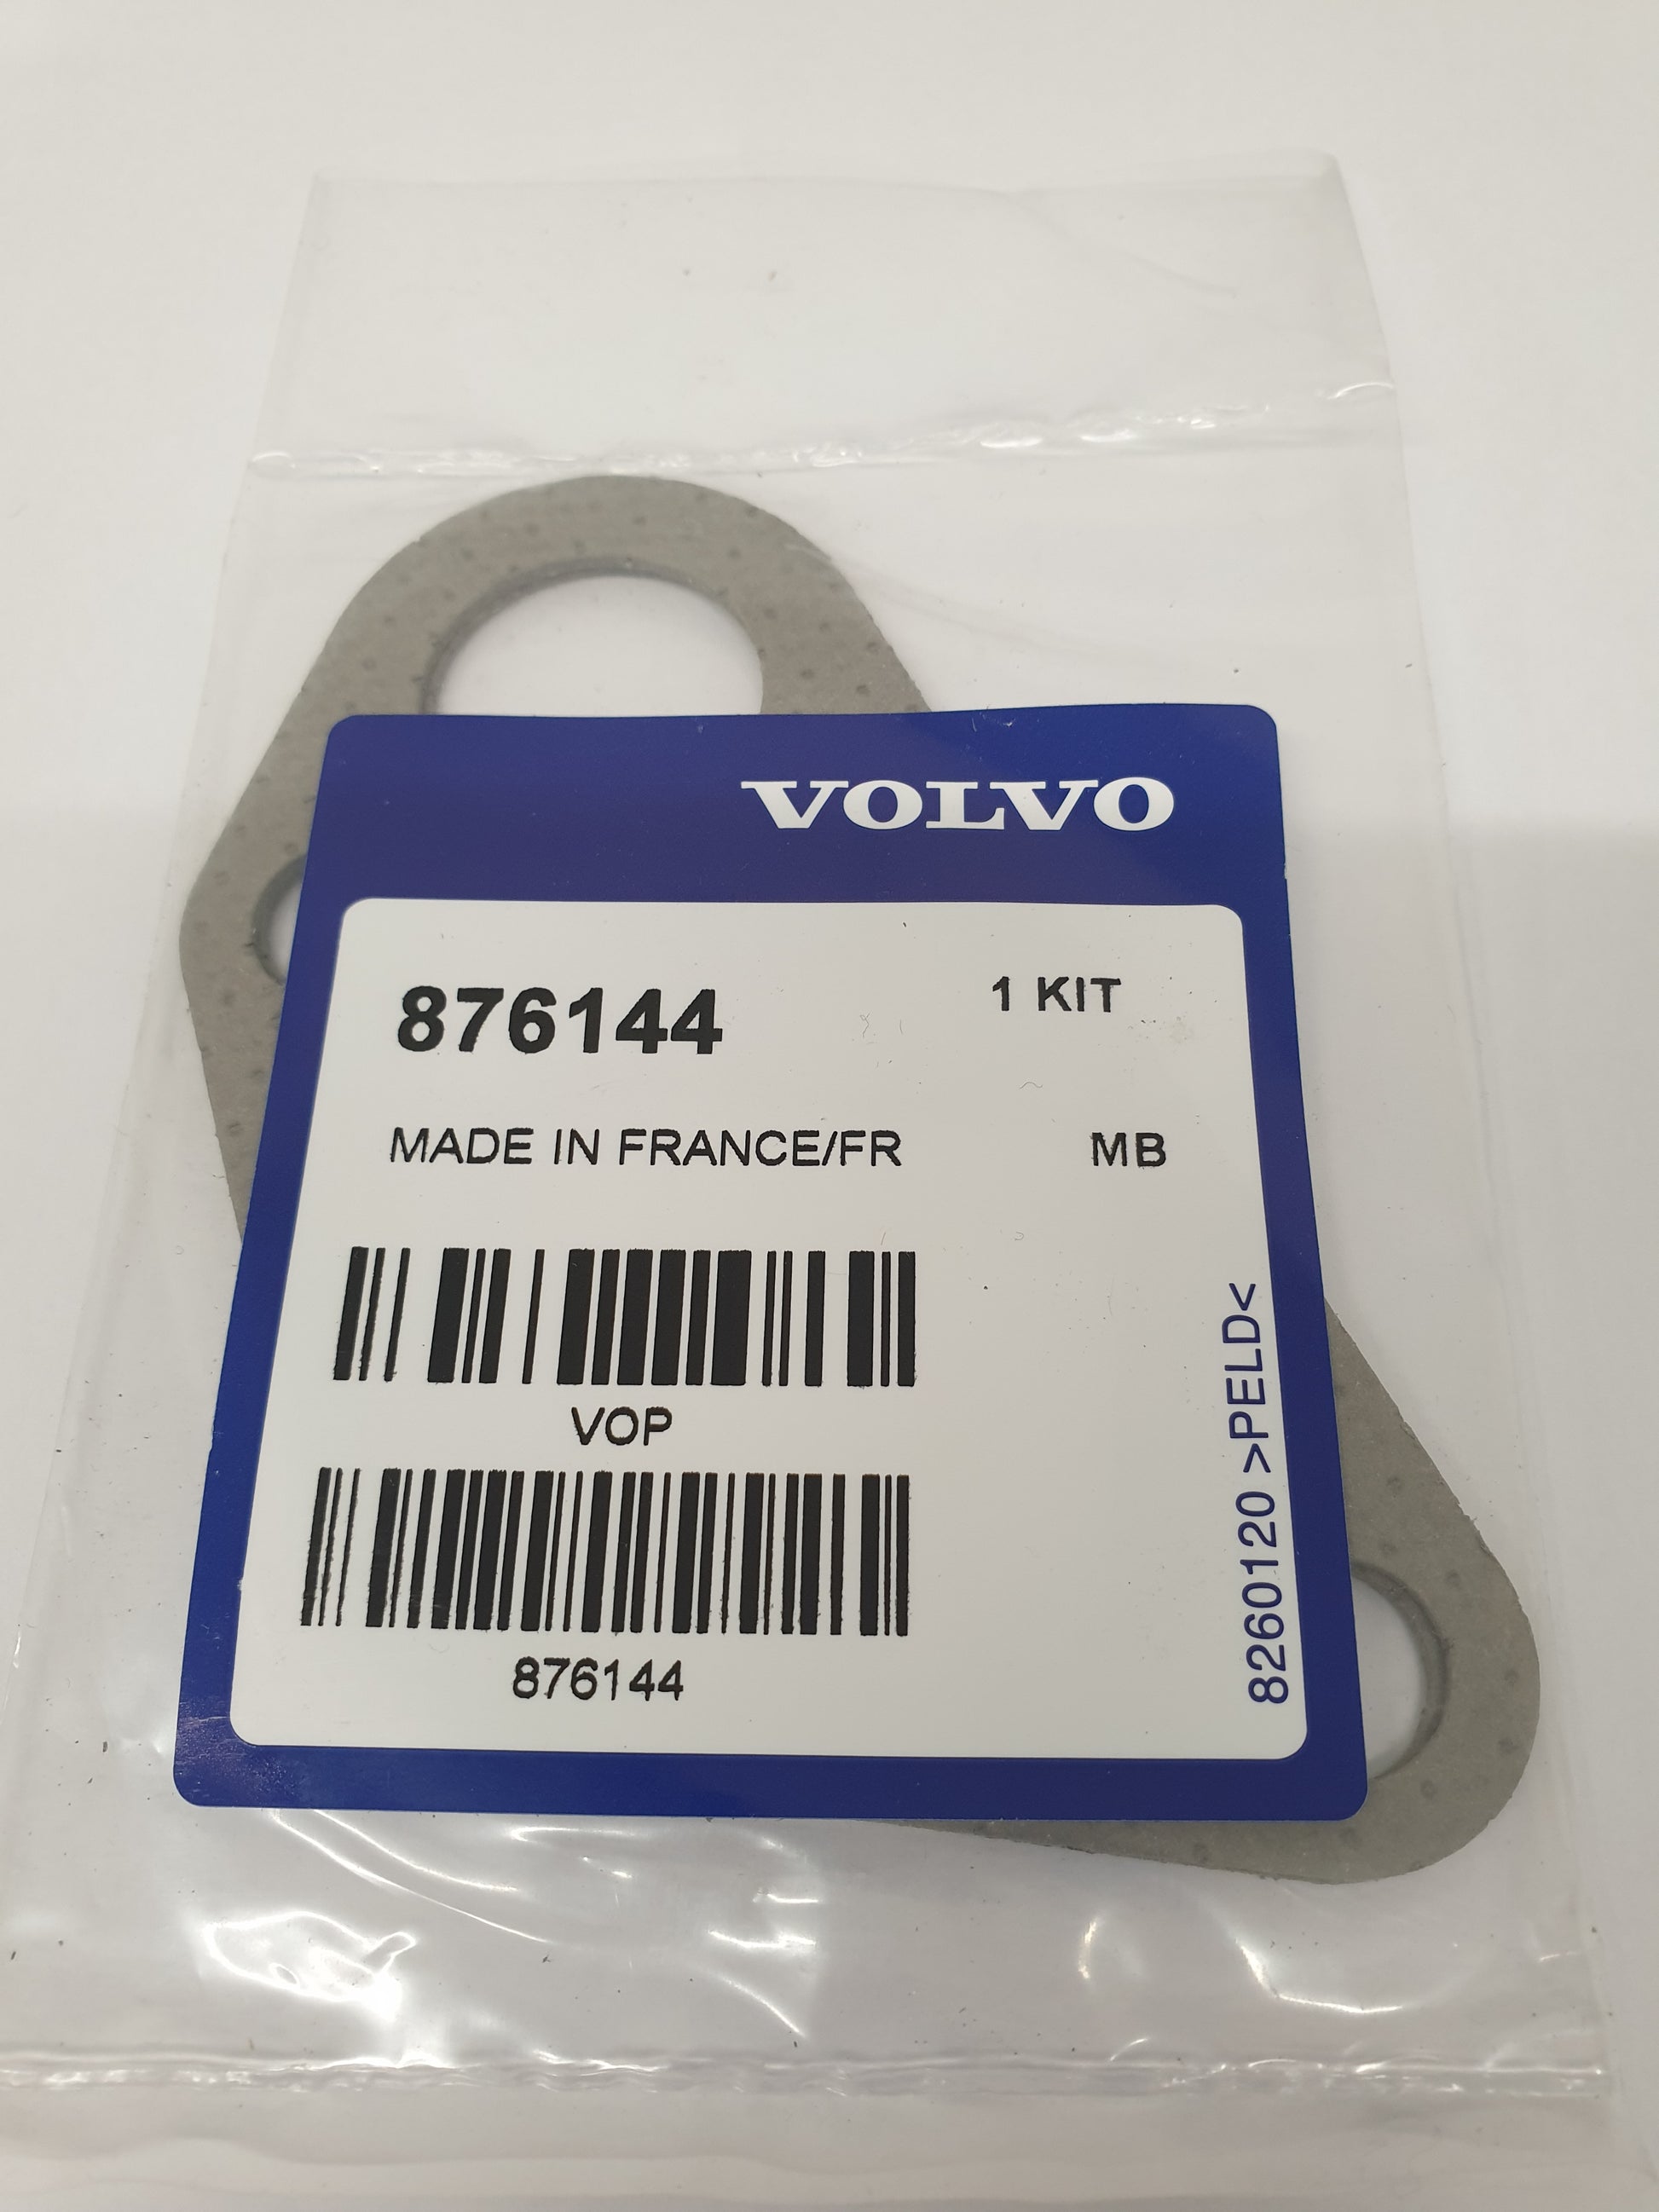 VOLVO
876144 1 KIT
MADE IN FRANCE/FR MB
VOP
876144
8260120 >PELD<